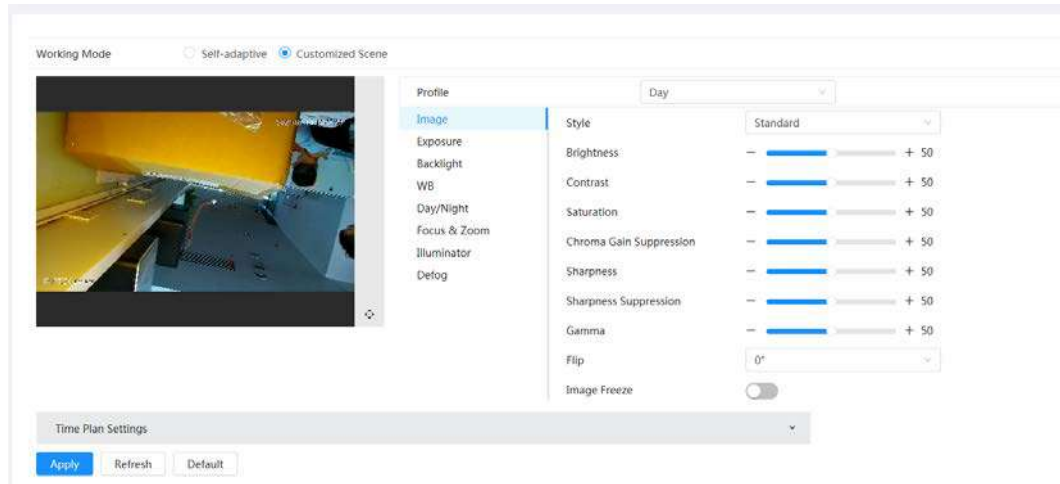 Working Mode Self-adaptive Customized Scene
Profile Day
Image
Exposure
Backlight
WB
Day/Night
Focus & Zoom
Illuminator
Defog
Style Standard
Brightness − + 50
Contrast − + 50
Saturation − + 50
Chroma Gain Suppression − + 50
Sharpness − + 50
Sharpness Suppression − + 50
Gamma − + 50
Flip 0°
Image Freeze
Time Plan Settings
Apply Refresh Default